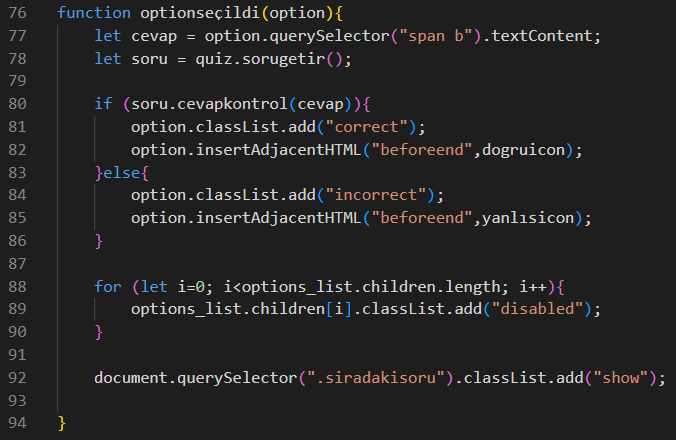 76 function optionseçildi(option){
77     let cevap = option.querySelector("span b").textContent;
78     let soru = quiz.sorugetir();
79
80     if (soru.cevapkontrol(cevap)){
81         option.classList.add("correct");
82         option.insertAdjacentHTML("beforeend",dogruicon);
83     }else{
84         option.classList.add("incorrect");
85         option.insertAdjacentHTML("beforeend",yanlısicon);
86     }
87
88     for (let i=0; i<options_list.children.length; i++){
89         options_list.children[i].classList.add("disabled");
90     }
91
92     document.querySelector(".siradakisoru").classList.add("show");
93
94 }